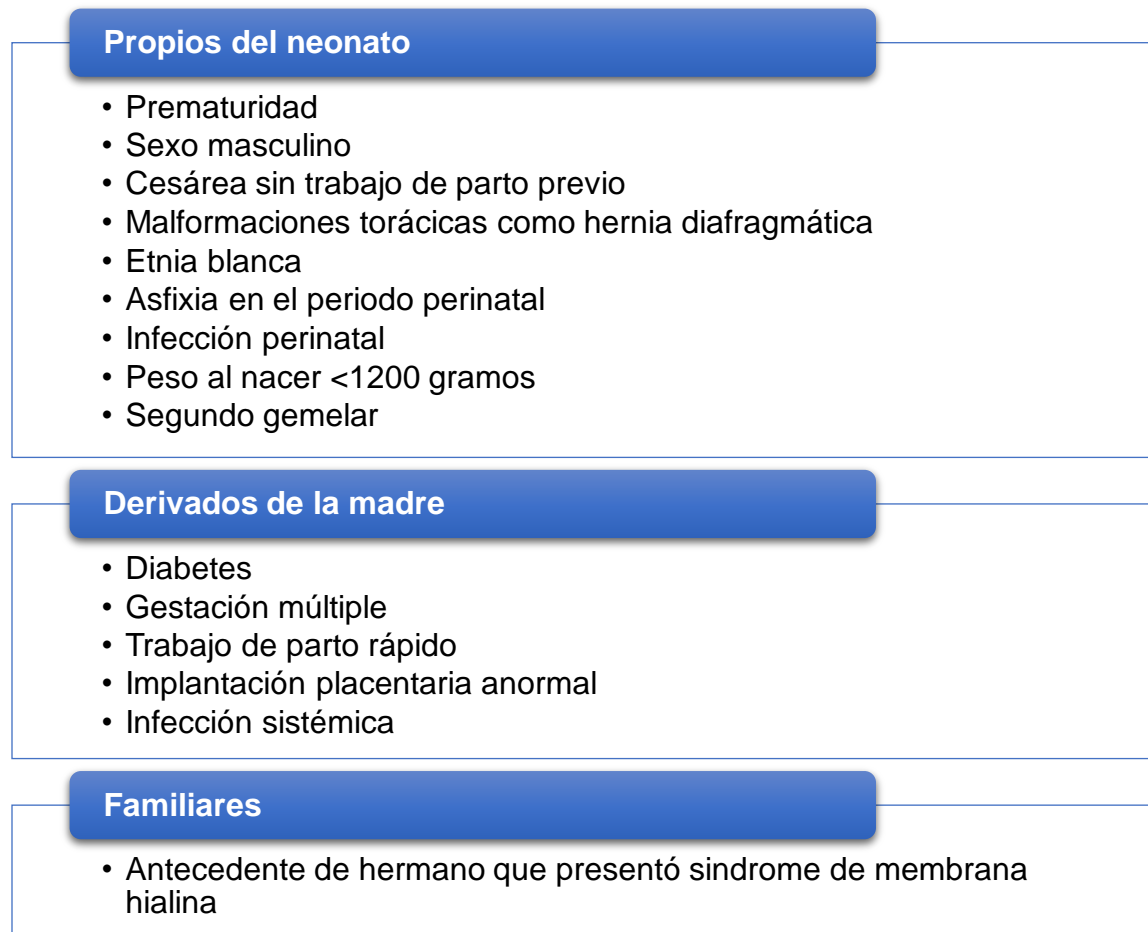 Propios del neonato
• Prematuridad
• Sexo masculino
• Cesárea sin trabajo de parto previo
• Malformaciones torácicas como hernia diafragmática
• Etnia blanca
• Asfixia en el periodo perinatal
• Infección perinatal
• Peso al nacer <1200 gramos
• Segundo gemelar
Derivados de la madre
• Diabetes
• Gestación múltiple
• Trabajo de parto rápido
• Implantación placentaria anormal
• Infección sistémica
Familiares
• Antecedente de hermano que presentó sindrome de membrana
hialina